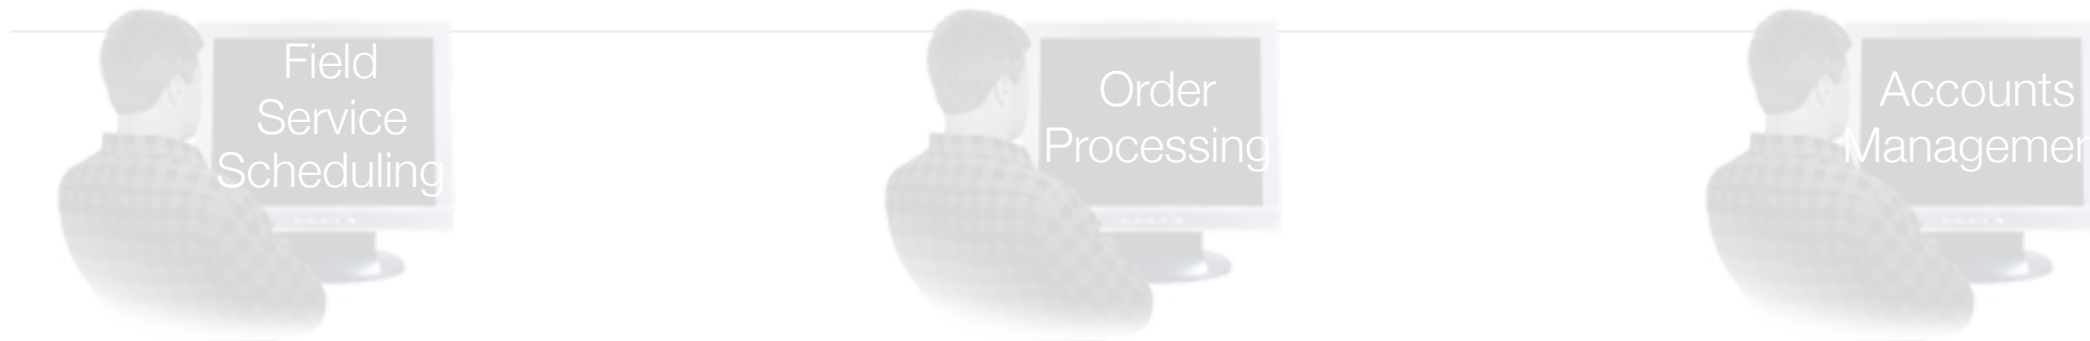 Field
Service
Scheduling
Order
Processing
Accounts
Managemen